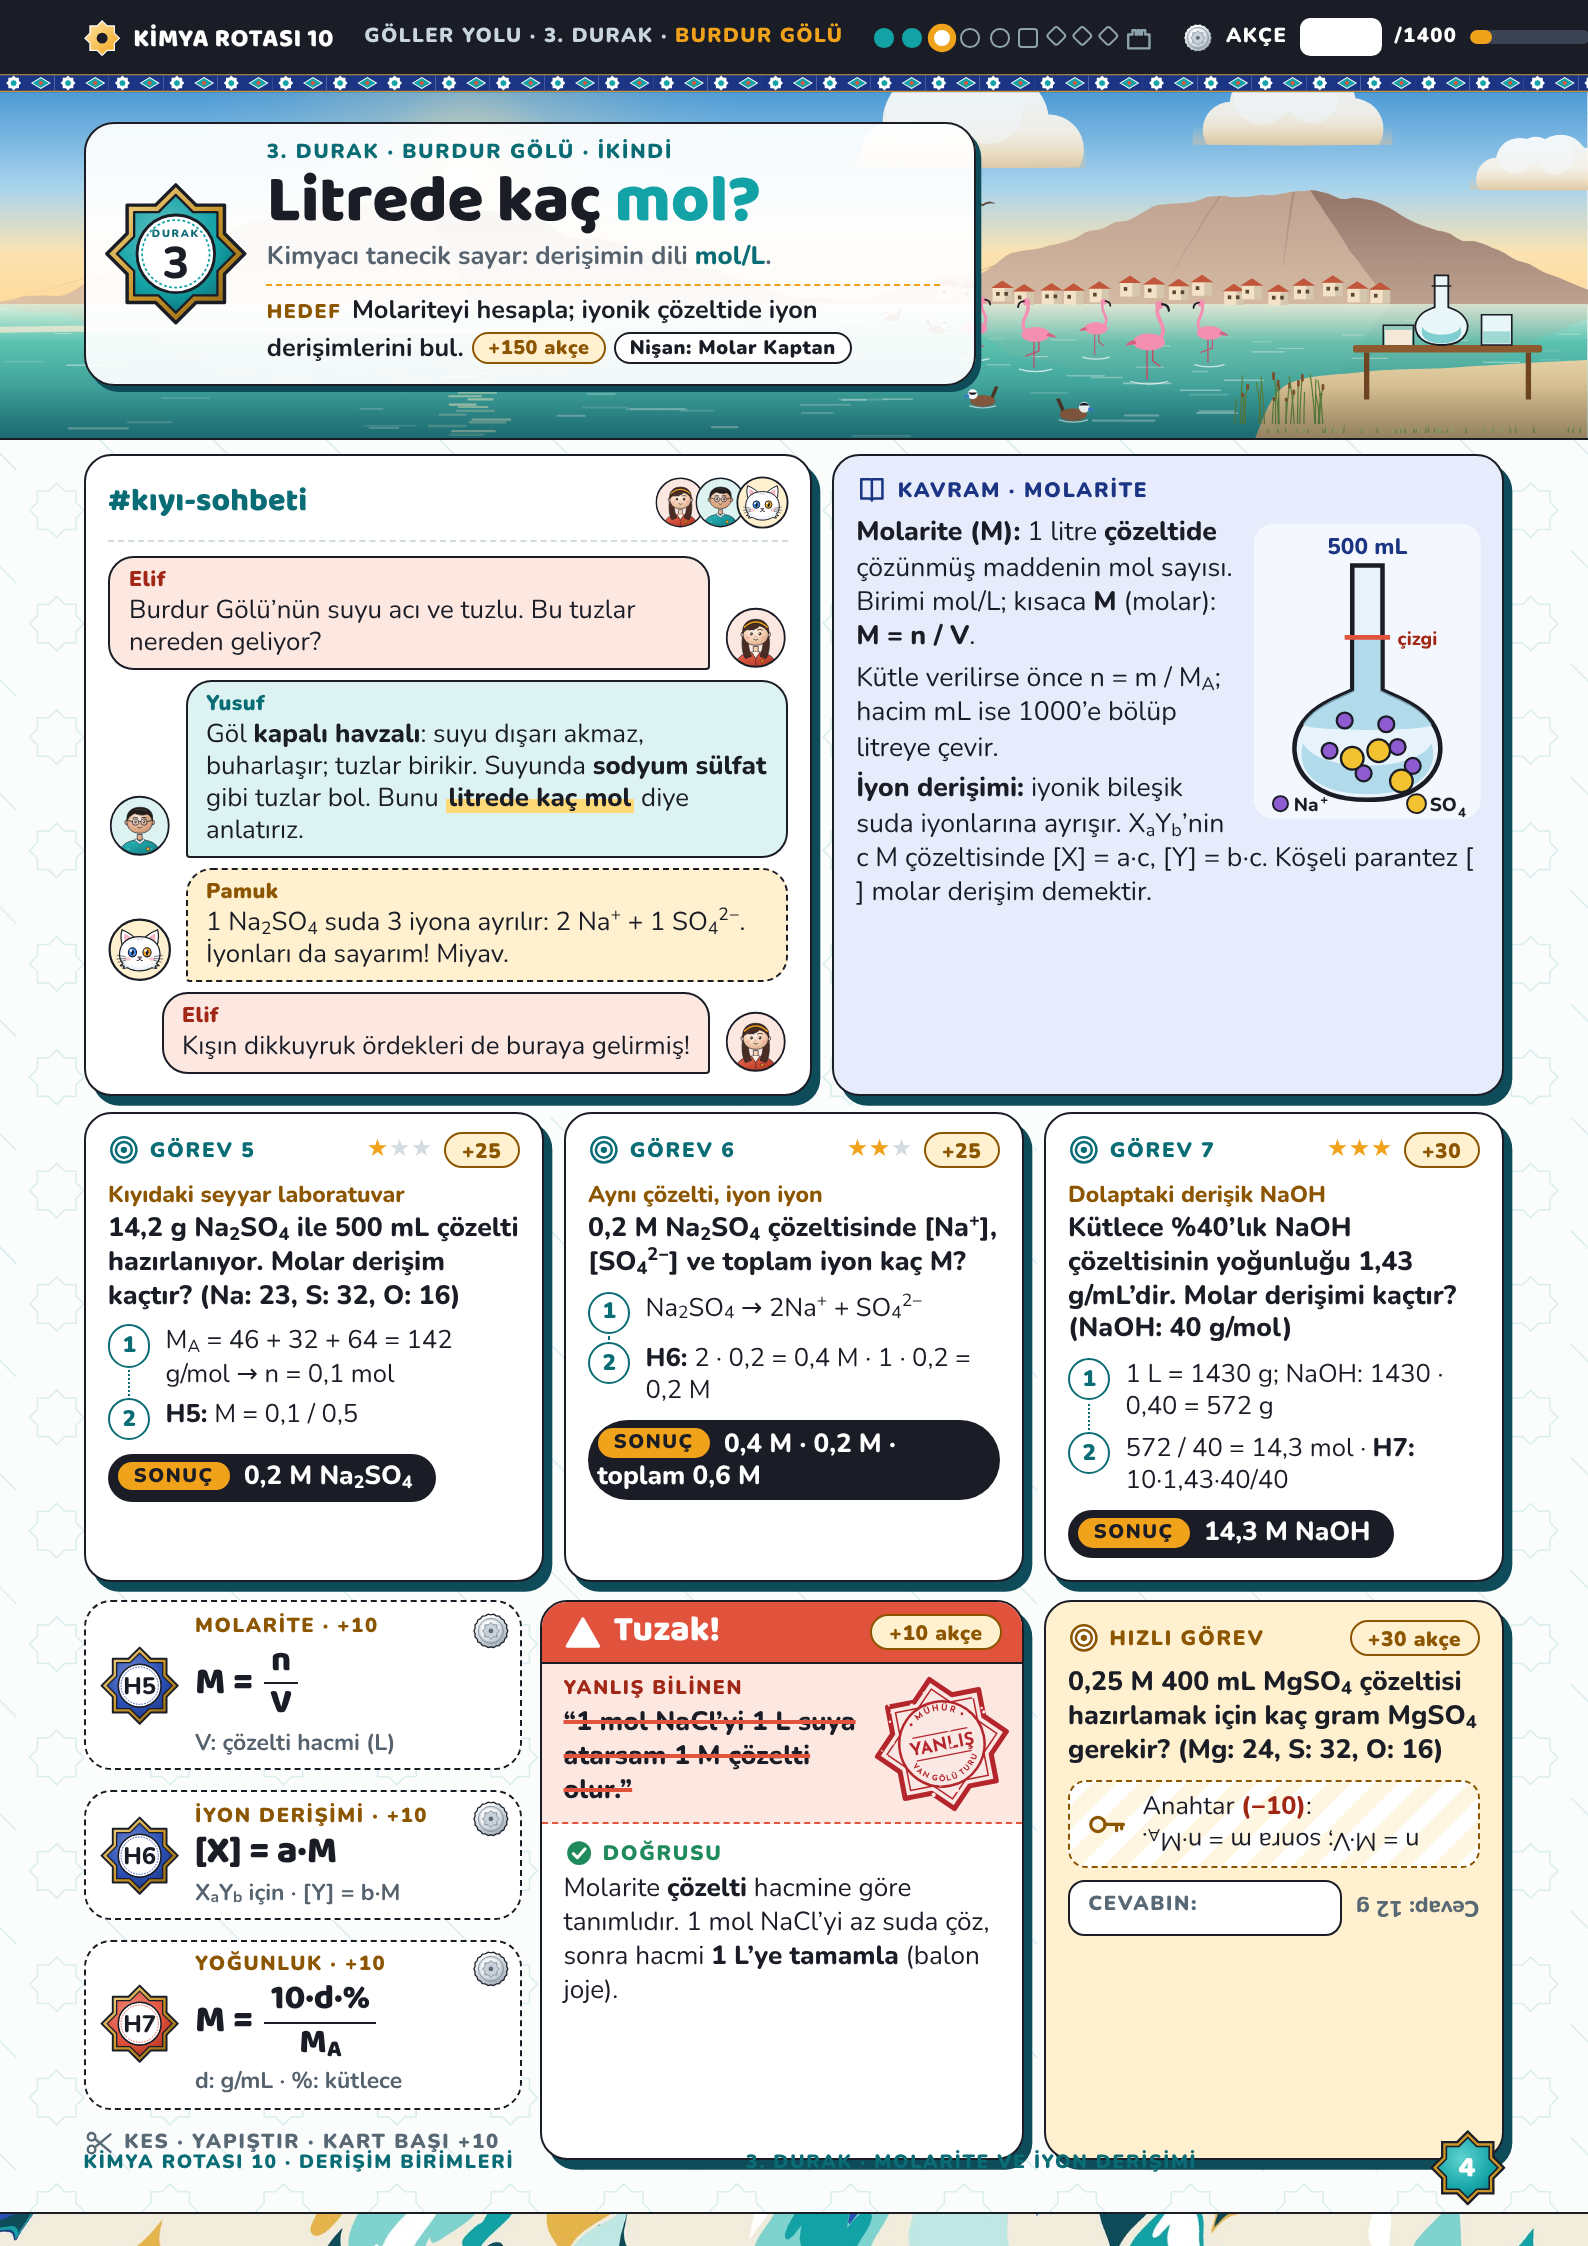 KİMYA ROTASI 10
GÖLLER YOLU · 3. DURAK · BURDUR GÖLÜ
AKÇE /1400
3. DURAK · BURDUR GÖLÜ · İKİNDİ
DURAK
3
Litrede kaç mol?
Kimyacı tanecik sayar: derişimin dili mol/L.
HEDEF Molariteyi hesapla; iyonik çözeltide iyon
derişimlerini bul. +150 akçe Nişan: Molar Kaptan
#kıyı-sohbeti
Elif
Burdur Gölü’nün suyu acı ve tuzlu. Bu tuzlar
nereden geliyor?
Yusuf
Göl kapalı havzalı: suyu dışarı akmaz,
buharlaşır; tuzlar birikir. Suyunda sodyum sülfat
gibi tuzlar bol. Bunu litrede kaç mol diye
anlatırız.
Pamuk
1 Na₂SO₄ suda 3 iyona ayrılır: 2 Na⁺ + 1 SO₄²⁻.
İyonları da sayarım! Miyav.
Elif
Kışın dikkuyruk ördekleri de buraya gelirmiş!
KAVRAM · MOLARİTE
Molarite (M): 1 litre çözeltide
çözünmüş maddenin mol sayısı.
Birimi mol/L; kısaca M (molar):
M = n / V.
Kütle verilirse önce n = m / M_A;
hacim mL ise 1000’e bölüp
litreye çevir.
İyon derişimi: iyonik bileşik
suda iyonlarına ayrışır. XₐY_b’nin
c M çözeltisinde [X] = a·c, [Y] = b·c. Köşeli parantez [
] molar derişim demektir.
500 mL
çizgi
Na⁺
SO₄
GÖREV 5
+25
Kıyıdaki seyyar laboratuvar
14,2 g Na₂SO₄ ile 500 mL çözelti
hazırlanıyor. Molar derişim
kaçtır? (Na: 23, S: 32, O: 16)
1 M_A = 46 + 32 + 64 = 142
g/mol → n = 0,1 mol
2 H5: M = 0,1 / 0,5
SONUÇ 0,2 M Na₂SO₄
GÖREV 6
+25
Aynı çözelti, iyon iyon
0,2 M Na₂SO₄ çözeltisinde [Na⁺],
[SO₄²⁻] ve toplam iyon kaç M?
1 Na₂SO₄ → 2Na⁺ + SO₄²⁻
2 H6: 2 · 0,2 = 0,4 M · 1 · 0,2 =
0,2 M
SONUÇ 0,4 M · 0,2 M ·
toplam 0,6 M
GÖREV 7
+30
Dolaptaki derişik NaOH
Kütlece %40’lık NaOH
çözeltisinin yoğunluğu 1,43
g/mL’dir. Molar derişimi kaçtır?
(NaOH: 40 g/mol)
1 1 L = 1430 g; NaOH: 1430 ·
0,40 = 572 g
2 572 / 40 = 14,3 mol · H7:
10·1,43·40/40
SONUÇ 14,3 M NaOH
MOLARİTE · +10
H5
M = n / V
V: çözelti hacmi (L)
İYON DERİŞİMİ · +10
H6
[X] = a·M
XₐY_b için · [Y] = b·M
YOĞUNLUK · +10
H7
M = 10·d·% / M_A
d: g/mL · %: kütlece
KES · YAPIŞTIR · KART BAŞI +10
Tuzak!
+10 akçe
YANLIŞ BİLİNEN
“1 mol NaCl’yi 1 L suya
atarsam 1 M çözelti
olur.”
MÜHÜR
YANLIŞ
VAN GÖLÜ TURU
DOĞRUSU
Molarite çözelti hacmine göre
tanımlıdır. 1 mol NaCl’yi az suda çöz,
sonra hacmi 1 L’ye tamamla (balon
joje).
HIZLI GÖREV
+30 akçe
0,25 M 400 mL MgSO₄ çözeltisi
hazırlamak için kaç gram MgSO₄
gerekir? (Mg: 24, S: 32, O: 16)
Anahtar (−10):
n = M·V; sonra m = n·M_A.
CEVABIN:
Cevap: 12 g
KİMYA ROTASI 10 · DERİŞİM BİRİMLERİ
3. DURAK · MOLARİTE VE İYON DERİŞİMİ
4